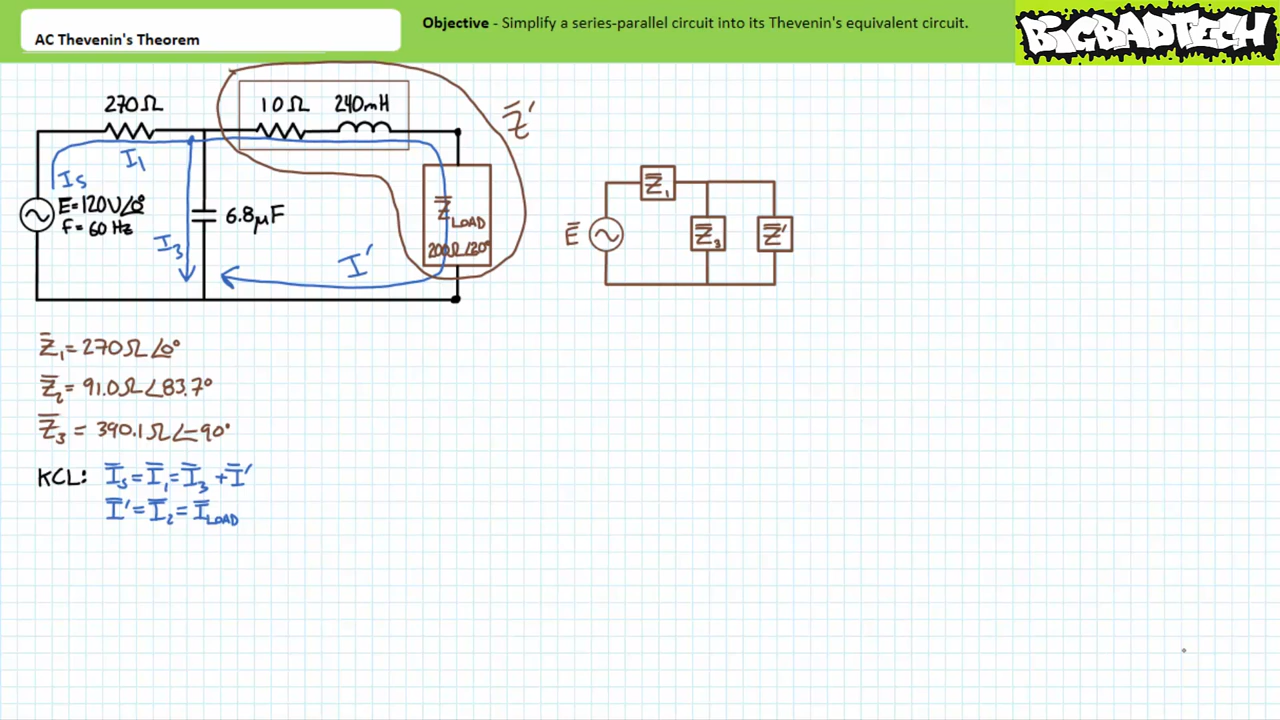 AC Thevenin's Theorem
Objective - Simplify a series-parallel circuit into its Thevenin's equivalent circuit.
BIGBADTECH
270Ω
10Ω 240mH
Z̄'
I₁
Is
E=120V∠0°
f=60 Hz
6.8µF
I₃
I'
Z̄LOAD
200Ω∠20°
Ē
Z̄₁
Z̄₃
Z̄'
Z̄₁=270Ω∠0°
Z̄₂=91.0Ω∠83.7°
Z̄₃=390.1Ω∠-90°
KCL: Īs=Ī₁=Ī₃+Ī'
Ī'=Ī₂=ĪLOAD